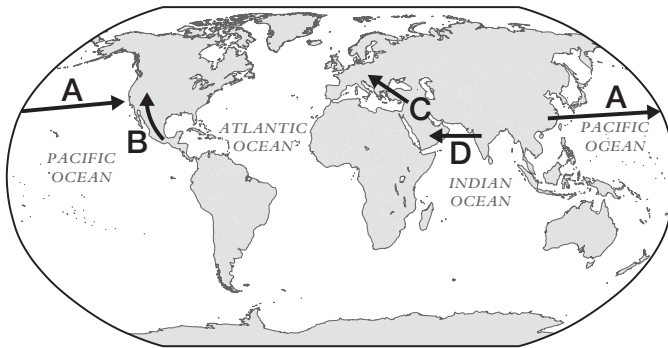 A
B
PACIFIC
OCEAN
ATLANTIC
OCEAN
C
D
INDIAN
OCEAN
A
PACIFIC
OCEAN